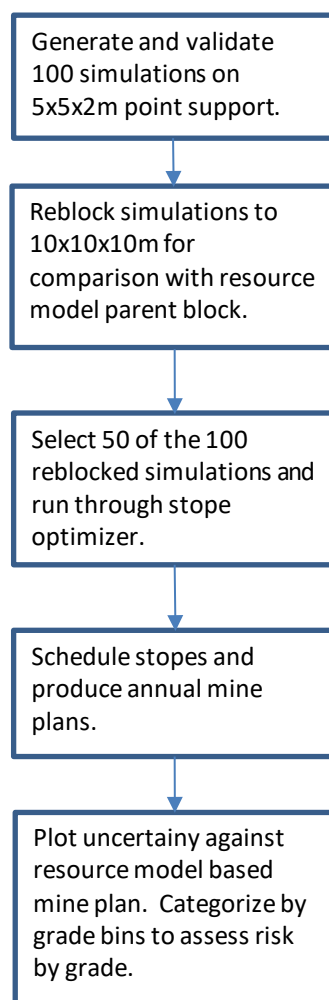 Generate and validate
100 simulations on
5x5x2m point support.
Reblock simulations to
10x10x10m for
comparison with resource
model parent block.
Select 50 of the 100
reblocked simulations and
run through stope
optimizer.
Schedule stopes and
produce annual mine
plans.
Plot uncertainy against
resource model based
mine plan.  Categorize by
grade bins to assess risk
by grade.